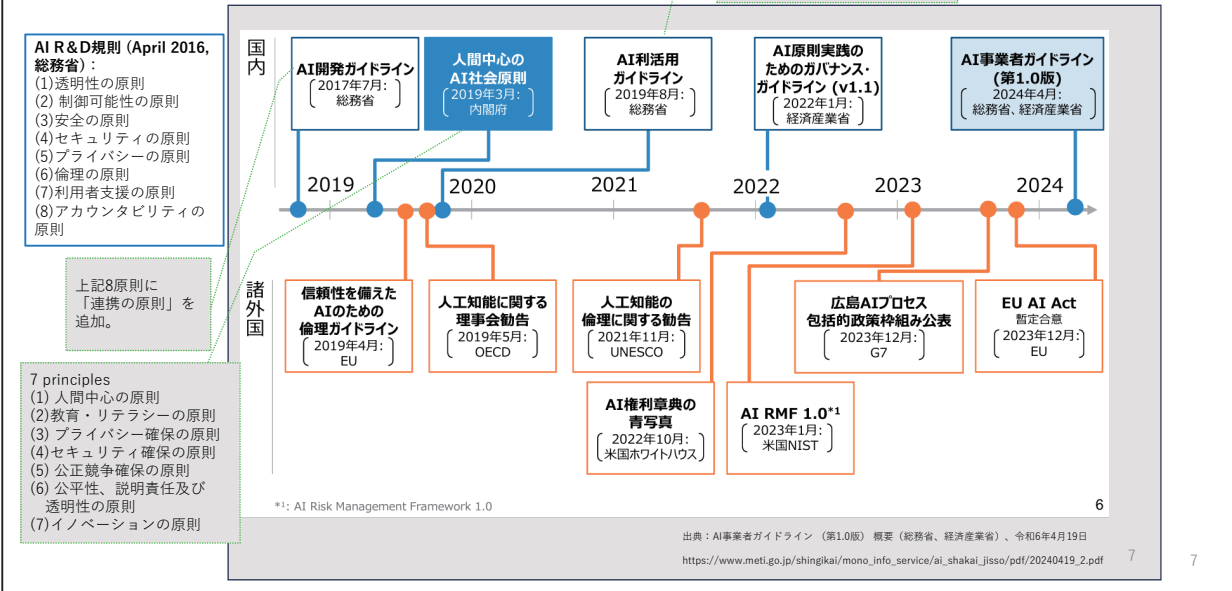 AI R&D規則 (April 2016,
総務省)：
(1)透明性の原則
(2) 制御可能性の原則
(3)安全の原則
(4)セキュリティの原則
(5)プライバシーの原則
(6)倫理の原則
(7)利用者支援の原則
(8)アカウンタビリティの
原則
上記8原則に
「連携の原則」を
追加。
7 principles
(1) 人間中心の原則
(2)教育・リテラシーの原則
(3) プライバシー確保の原則
(4)セキュリティ確保の原則
(5) 公正競争確保の原則
(6) 公平性、説明責任及び
透明性の原則
(7)イノベーションの原則
国内
AI開発ガイドライン
2017年7月:
総務省
人間中心の
AI社会原則
2019年3月:
内閣府
AI利活用
ガイドライン
2019年8月:
総務省
AI原則実践の
ためのガバナンス・
ガイドライン (v1.1)
2022年1月:
経済産業省
AI事業者ガイドライン
(第1.0版)
2024年4月:
総務省、経済産業省
2019 2020 2021 2022 2023 2024
諸外国
信頼性を備えた
AIのための
倫理ガイドライン
2019年4月:
EU
人工知能に関する
理事会勧告
2019年5月:
OECD
人工知能の
倫理に関する勧告
2021年11月:
UNESCO
広島AIプロセス
包括的政策枠組み公表
2023年12月:
G7
EU AI Act
暫定合意
2023年12月:
EU
AI権利章典の
青写真
2022年10月:
米国ホワイトハウス
AI RMF 1.0*1
2023年1月:
米国NIST
*1: AI Risk Management Framework 1.0
6
出典：AI事業者ガイドライン （第1.0版） 概要（総務省、経済産業省）、令和6年4月19日
https://www.meti.go.jp/shingikai/mono_info_service/ai_shakai_jisso/pdf/20240419_2.pdf
7
7